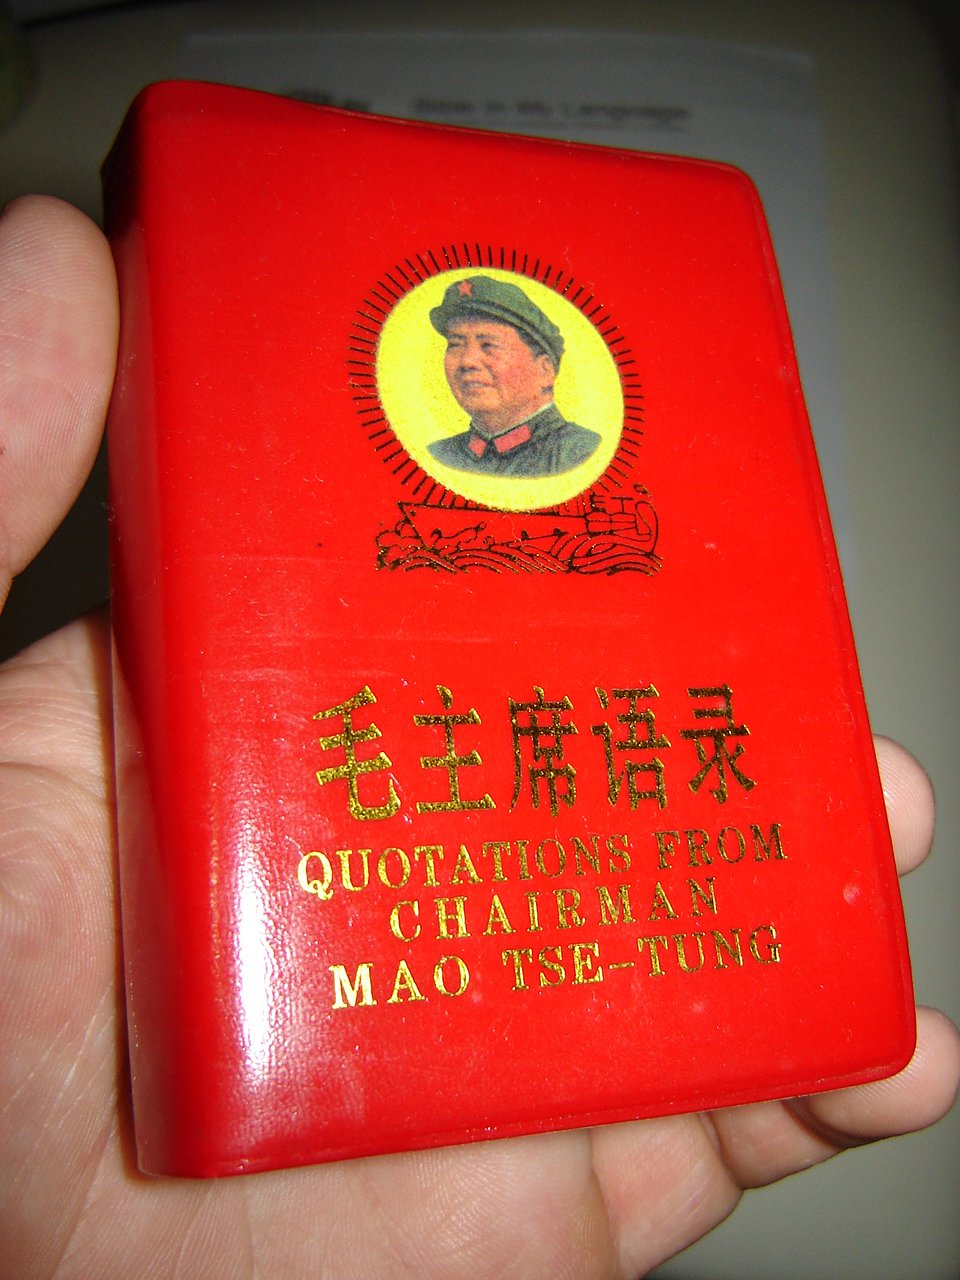 毛主席语录
QUOTATIONS FROM
CHAIRMAN
MAO TSE-TUNG